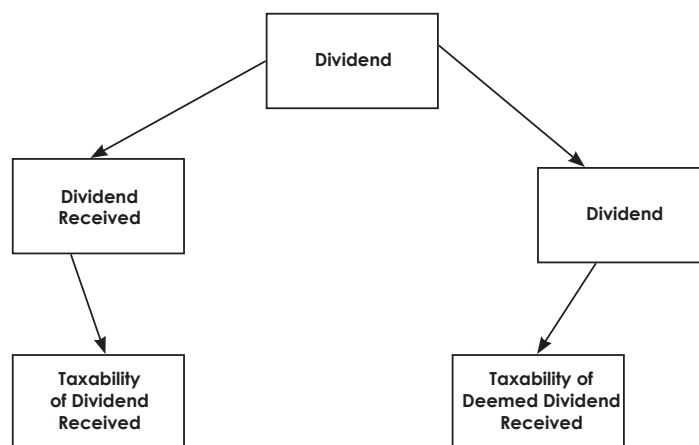 Dividend
Dividend
Received
Dividend
Taxability
of Dividend
Received
Taxability of
Deemed Dividend
Received